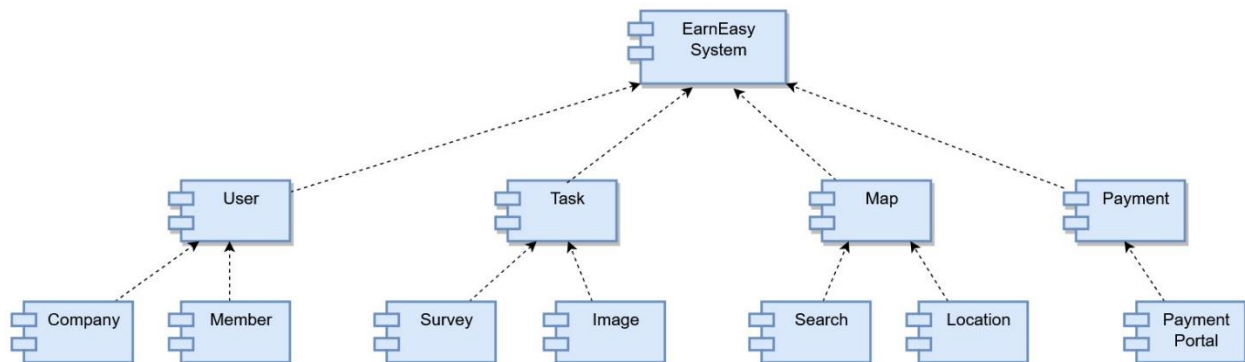 EarnEasy
System
User
Task
Map
Payment
Company
Member
Survey
Image
Search
Location
Payment
Portal